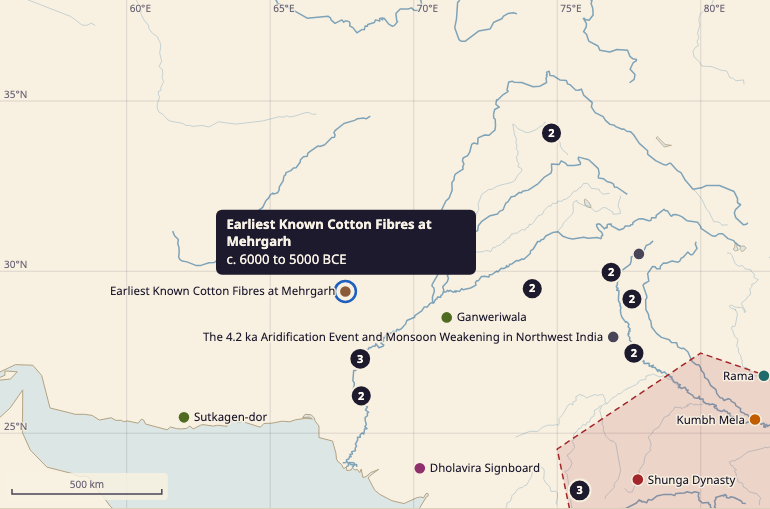 60°E
65°E
70°E
75°E
80°E
35°N
2
Earliest Known Cotton Fibres at
Mehrgarh
c. 6000 to 5000 BCE
30°N
2
Earliest Known Cotton Fibres at Mehrgarh
2
2
Ganweriwala
The 4.2 ka Aridification Event and Monsoon Weakening in Northwest India
3
2
Rama
2
Sutkagen-dor
Kumbh Mela
25°N
Dholavira Signboard
Shunga Dynasty
500 km
3